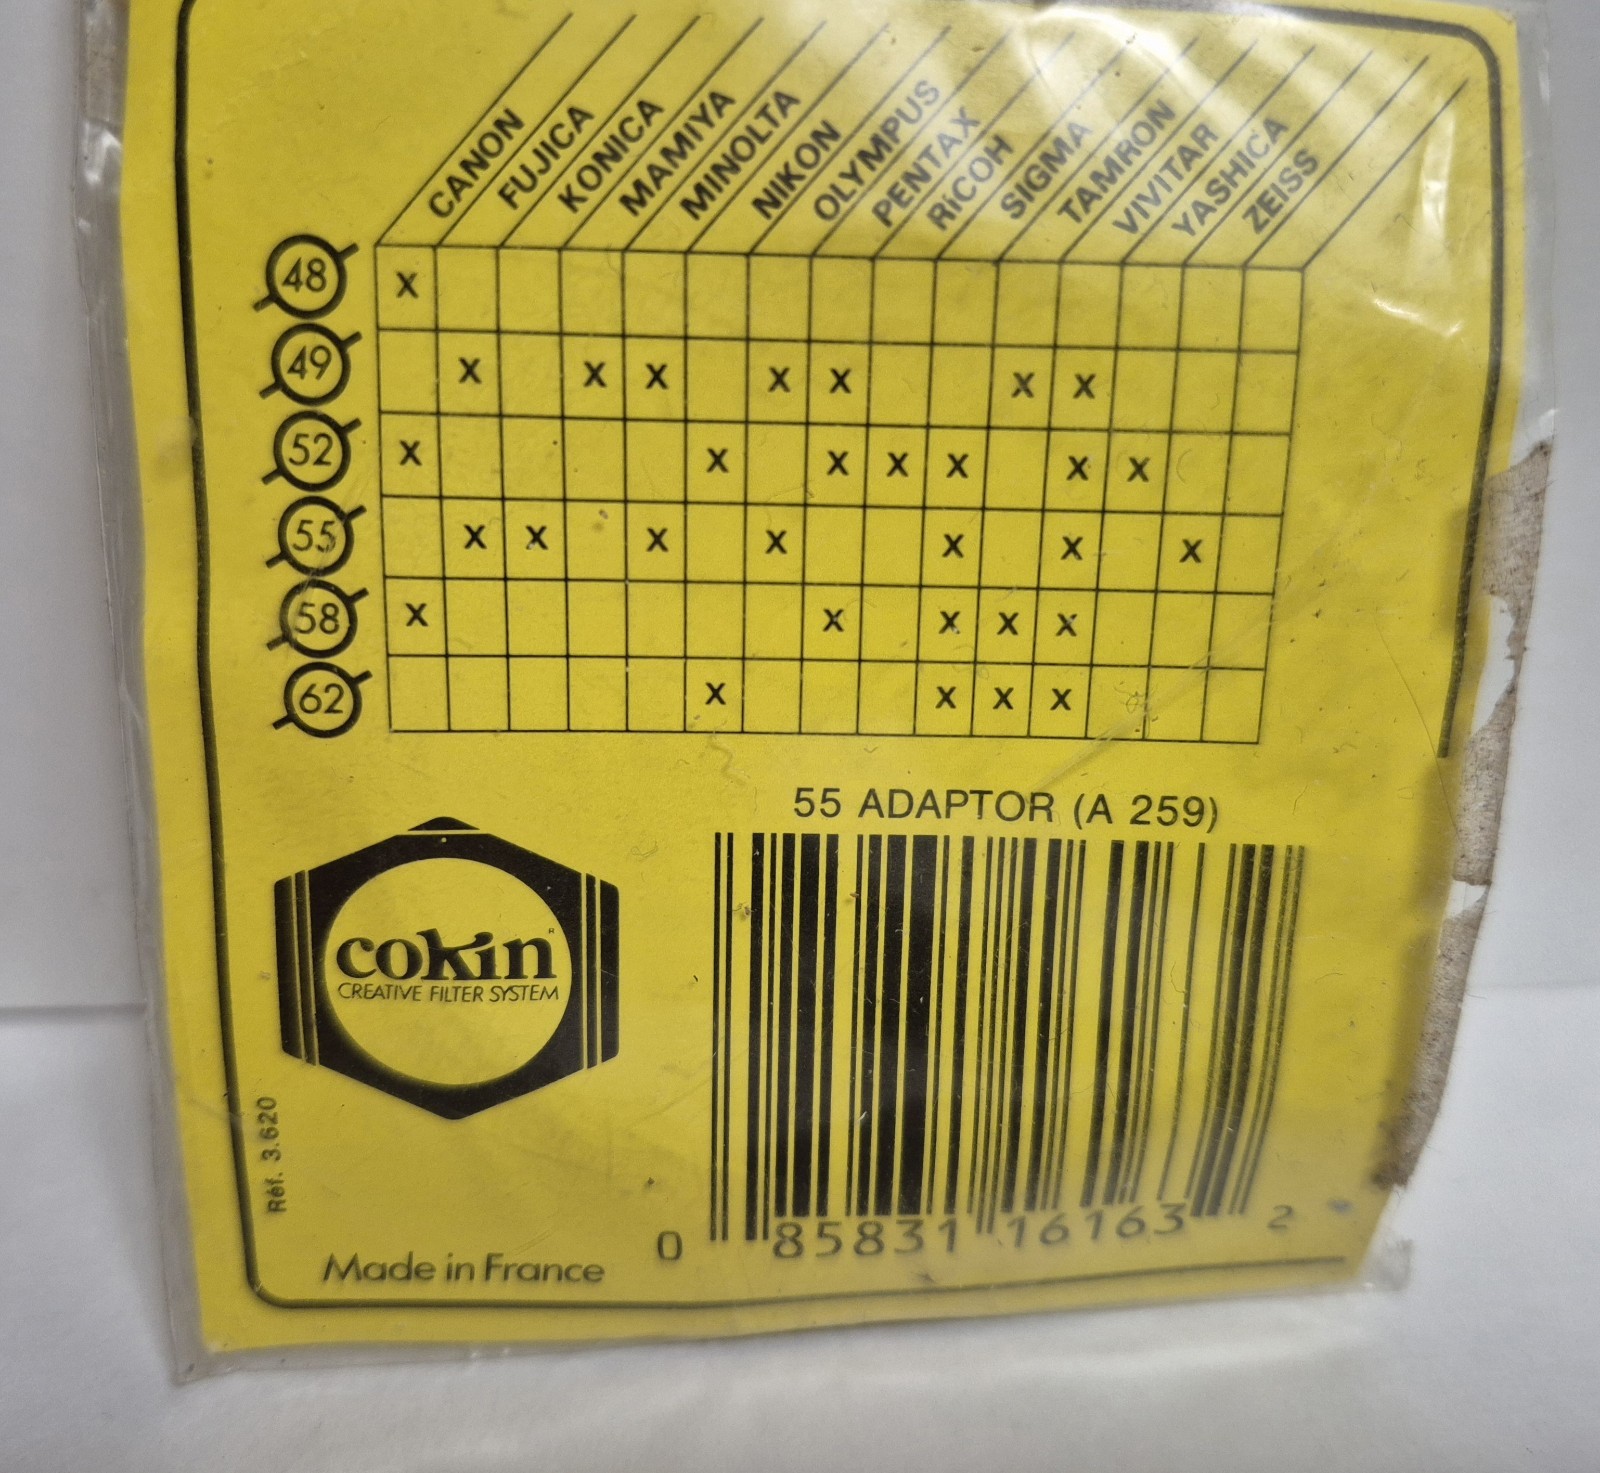 CANON
FUJICA
KONICA
MAMIYA
MINOLTA
NIKON
OLYMPUS
PENTAX
RICOH
SIGMA
TAMRON
VIVITAR
YASHICA
ZEISS
48 X
49 X X X X X X X
52 X X X X X X X
55 X X X X X X X
58 X X X X X
62 X X X X
55 ADAPTOR (A 259)
cokin R
CREATIVE FILTER SYSTEM
Réf. 3.620
Made in France
0 85831 16163 2